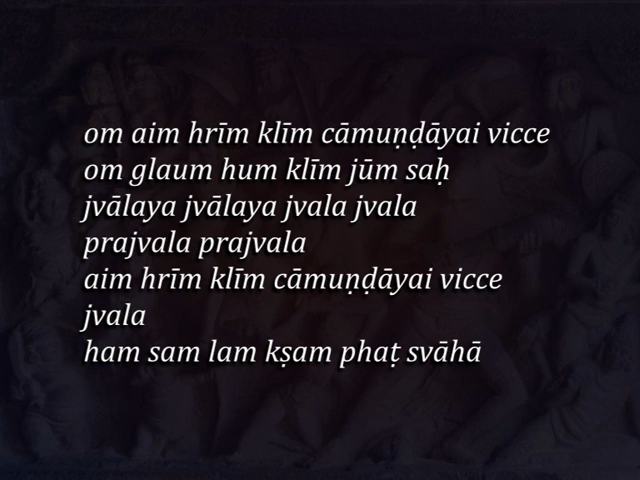 om aim hrīm klīm cāmuṇḍāyai vicce
om glaum hum klīm jūm saḥ
jvālaya jvālaya jvala jvala
prajvala prajvala
aim hrīm klīm cāmuṇḍāyai vicce
jvala
ham sam lam kṣam phaṭ svāhā